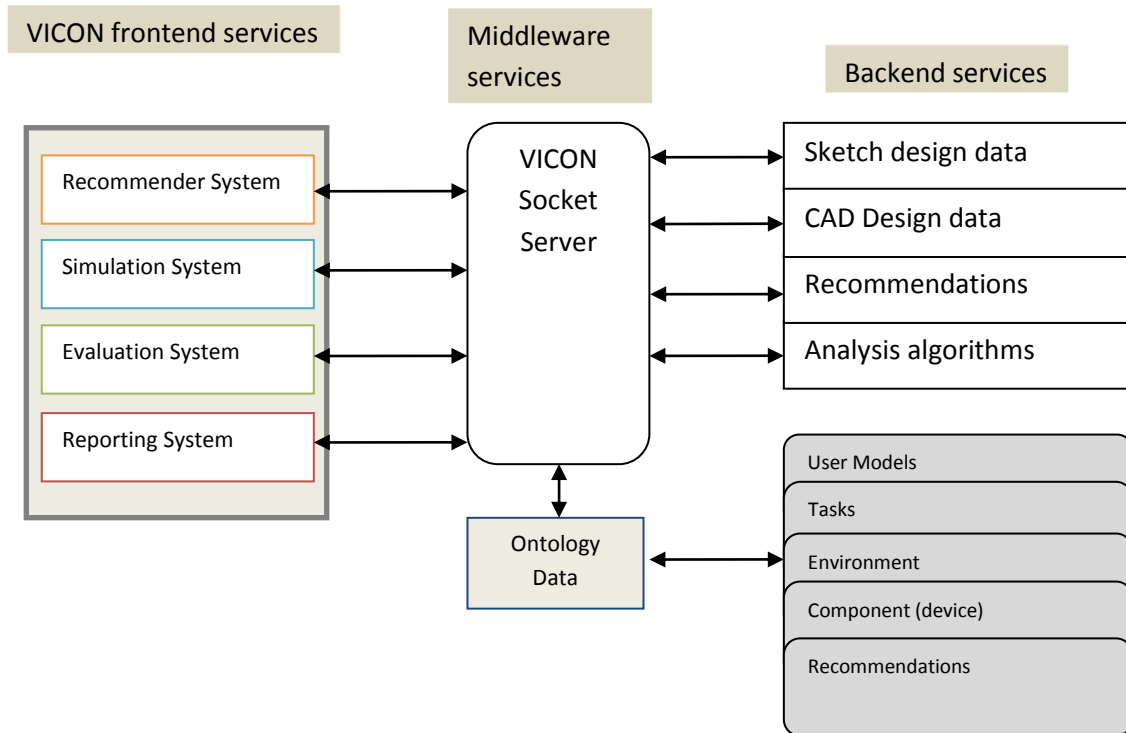 VICON frontend services
Middleware
services
Backend services
Recommender System
Simulation System
Evaluation System
Reporting System
VICON
Socket
Server
Ontology
Data
Sketch design data
CAD Design data
Recommendations
Analysis algorithms
User Models
Tasks
Environment
Component (device)
Recommendations